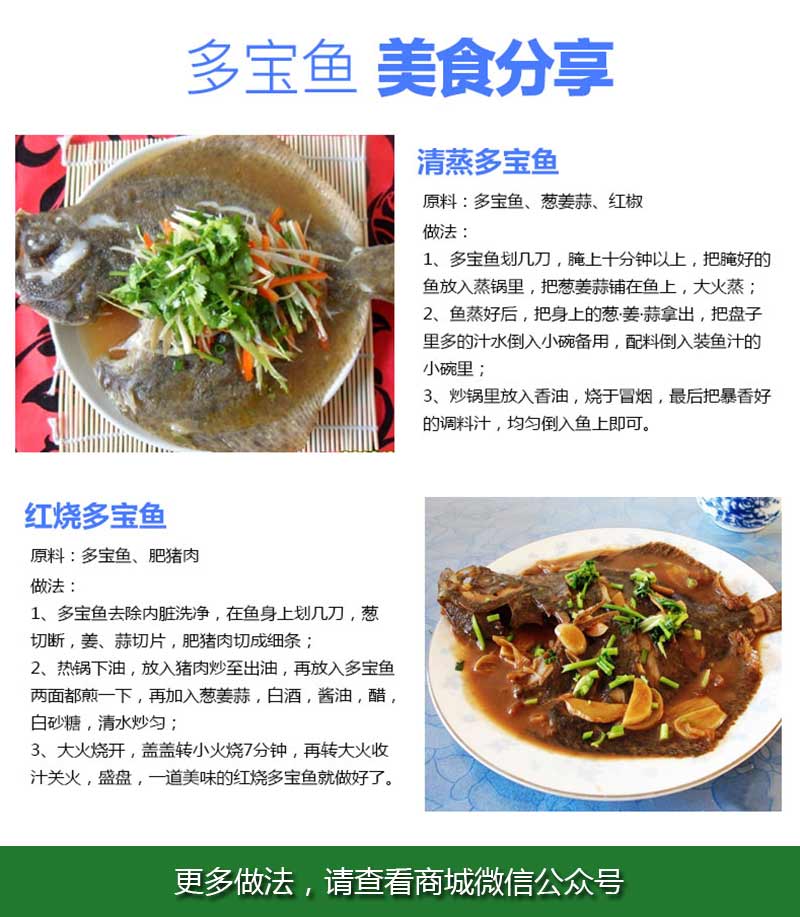 多宝鱼 美食分享
清蒸多宝鱼
原料：多宝鱼、葱姜蒜、红椒
做法：
1、多宝鱼划几刀，腌上十分钟以上，把腌好的
鱼放入蒸锅里，把葱姜蒜铺在鱼上，大火蒸；
2、鱼蒸好后，把身上的葱·姜·蒜拿出，把盘子
里多的汁水倒入小碗备用，配料倒入装鱼汁的
小碗里；
3、炒锅里放入香油，烧于冒烟，最后把暴香好
的调料汁，均匀倒入鱼上即可。
红烧多宝鱼
原料：多宝鱼、肥猪肉
做法：
1、多宝鱼去除内脏洗净，在鱼身上划几刀，葱
切断，姜、蒜切片，肥猪肉切成细条；
2、热锅下油，放入猪肉炒至出油，再放入多宝鱼
两面都煎一下，再加入葱姜蒜，白酒，酱油，醋，
白砂糖，清水炒匀；
3、大火烧开，盖盖转小火烧7分钟，再转大火收
汁关火，盛盘，一道美味的红烧多宝鱼就做好了。
更多做法，请查看商城微信公众号